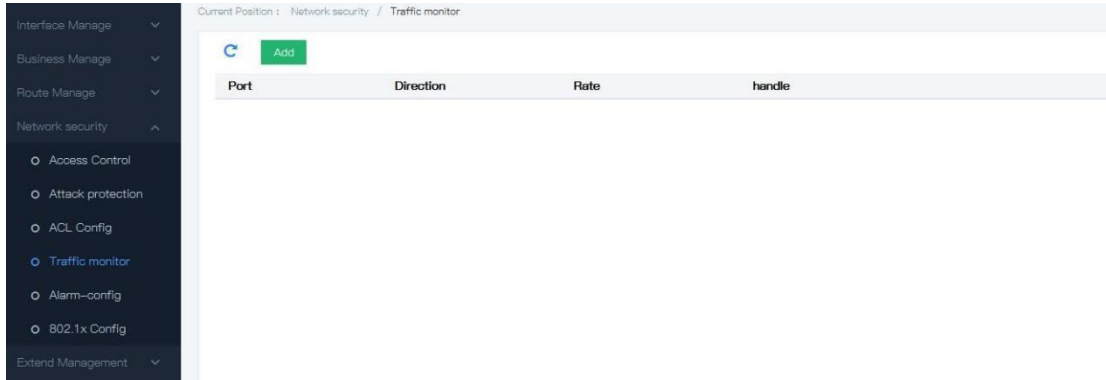 Current Position : Network security / Traffic monitor
Interface Manage
Business Manage
Route Manage
Network security
Access Control
Attack protection
ACL Config
Traffic monitor
Alarm-config
802.1x Config
Extend Management
Add
Port Direction Rate handle